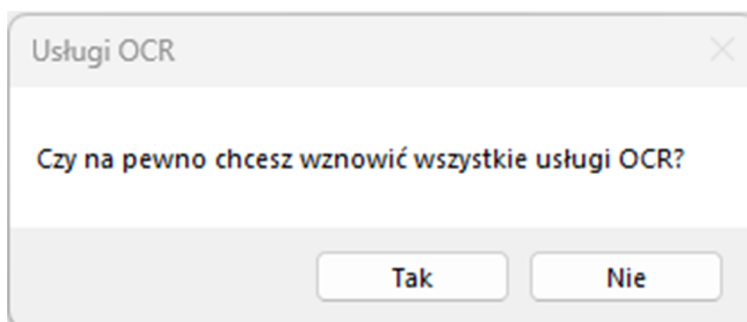 Usługi OCR
Czy na pewno chcesz wznowić wszystkie usługi OCR?
Tak
Nie